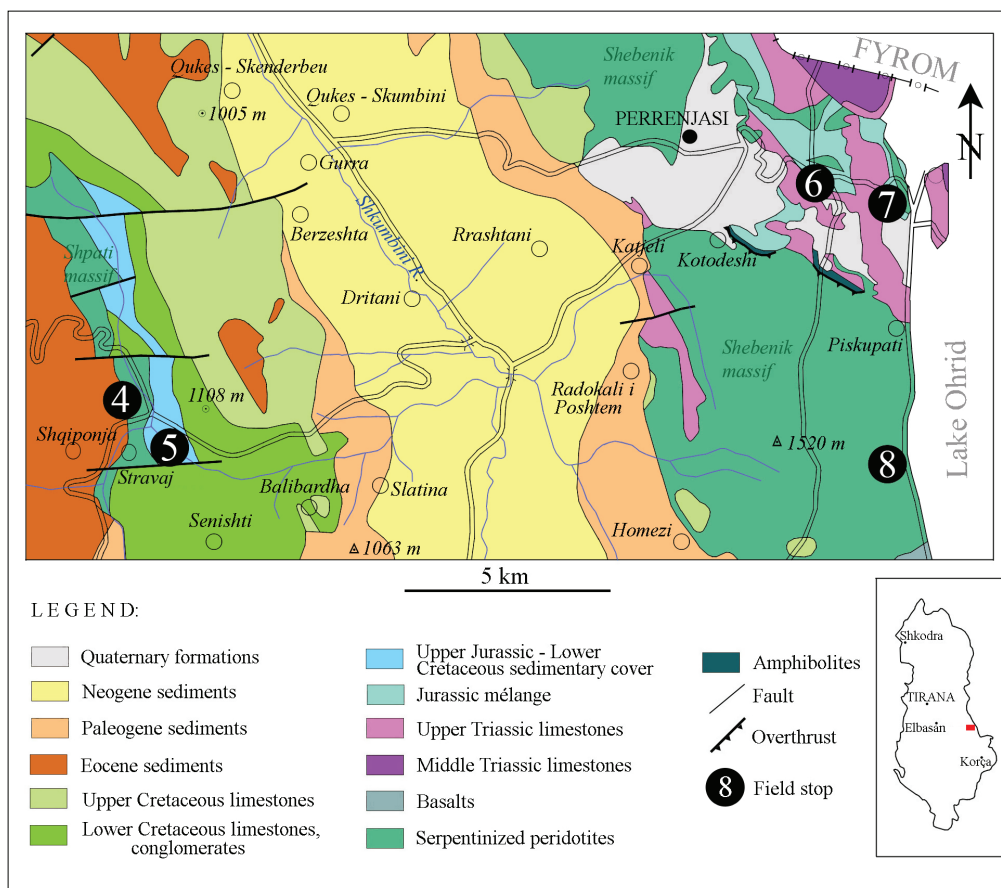 Qukes - Skenderbeu
1005 m
Qukes - Skumbini
Shebenik
massif
FYROM
PERRENJASI
N
Gurra
6
7
Shkumbini R.
Berzeshta
Rrashtani
Katjeli
Kotodeshi
Shpati
massif
Dritani
Piskupati
Shebenik
massif
Lake Ohrid
4
1108 m
Radokali i
Poshtem
Shqiponja
5
1520 m
8
Stravaj
Balibardha
Slatina
Senishti
1063 m
Homezi
5 km
LEGEND:
Quaternary formations
Neogene sediments
Paleogene sediments
Eocene sediments
Upper Cretaceous limestones
Lower Cretaceous limestones,
conglomerates
Upper Jurassic - Lower
Cretaceous sedimentary cover
Jurassic mélange
Upper Triassic limestones
Middle Triassic limestones
Basalts
Serpentinized peridotites
Amphibolites
Fault
Overthrust
8 Field stop
Shkodra
TIRANA
Elbasan
Korça